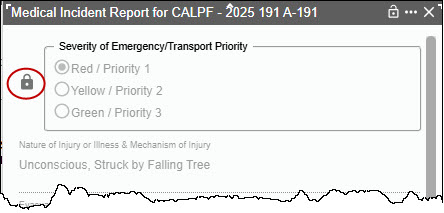 Medical Incident Report for CALPF - 2025 191 A-191
Severity of Emergency/Transport Priority
Red / Priority 1
Yellow / Priority 2
Green / Priority 3
Nature of Injury or Illness & Mechanism of Injury
Unconscious, Struck by Falling Tree